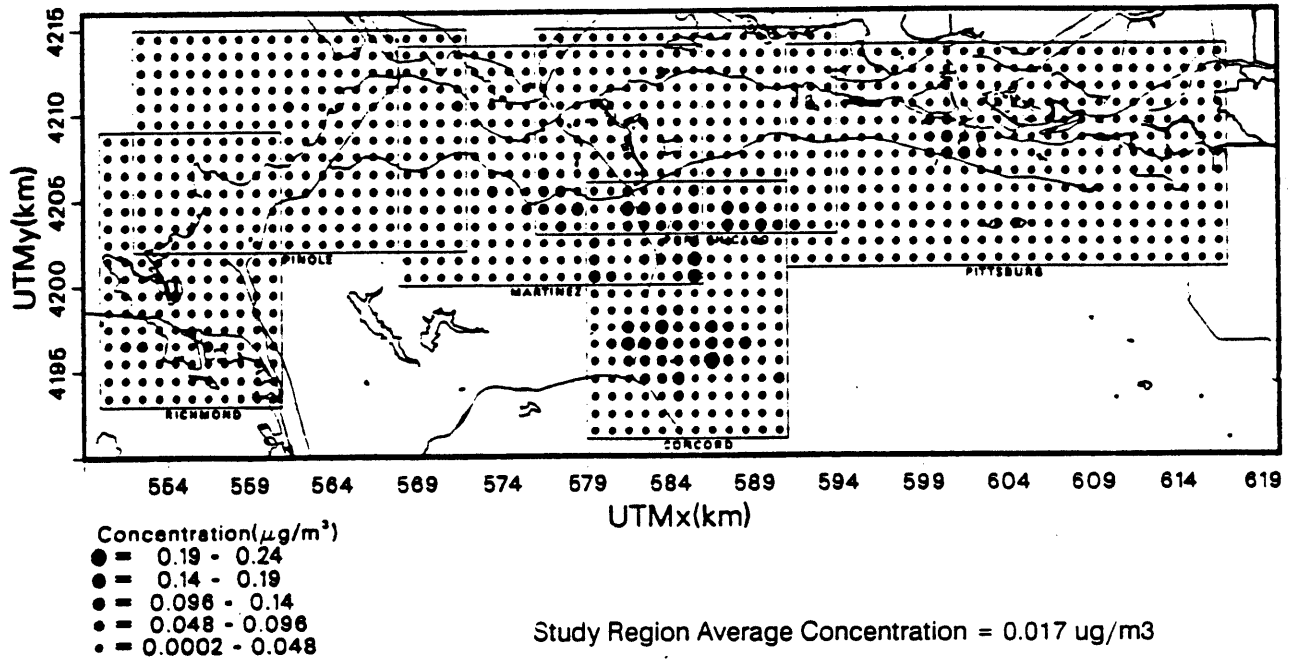 4215
4210
4205
4200
4195
UTMy(km)
PINOLE
MARTINEZ
PORT CHICAGO
PITTSBURG
RICHMOND
CONCORD
554 559 564 569 574 579 584 589 594 599 604 609 614 619
UTMx(km)
Concentration(µg/m³)
= 0.19 - 0.24
= 0.14 - 0.19
= 0.096 - 0.14
= 0.048 - 0.096
= 0.0002 - 0.048
Study Region Average Concentration = 0.017 ug/m3